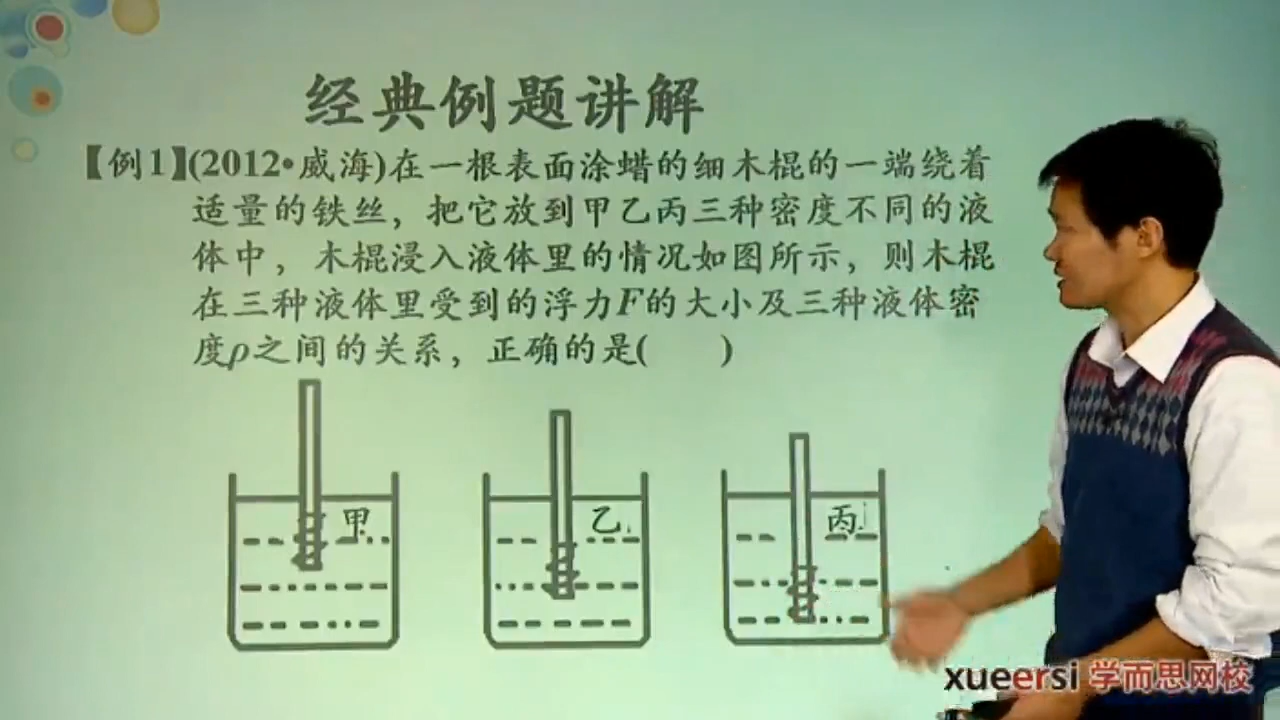 经典例题讲解
【例1】(2012•威海)在一根表面涂蜡的细木棍的一端绕着
适量的铁丝，把它放到甲乙丙三种密度不同的液
体中，木棍浸入液体里的情况如图所示，则木棍
在三种液体里受到的浮力F的大小及三种液体密
度ρ之间的关系，正确的是(　　)
甲
乙
丙
xueersi 学而思网校